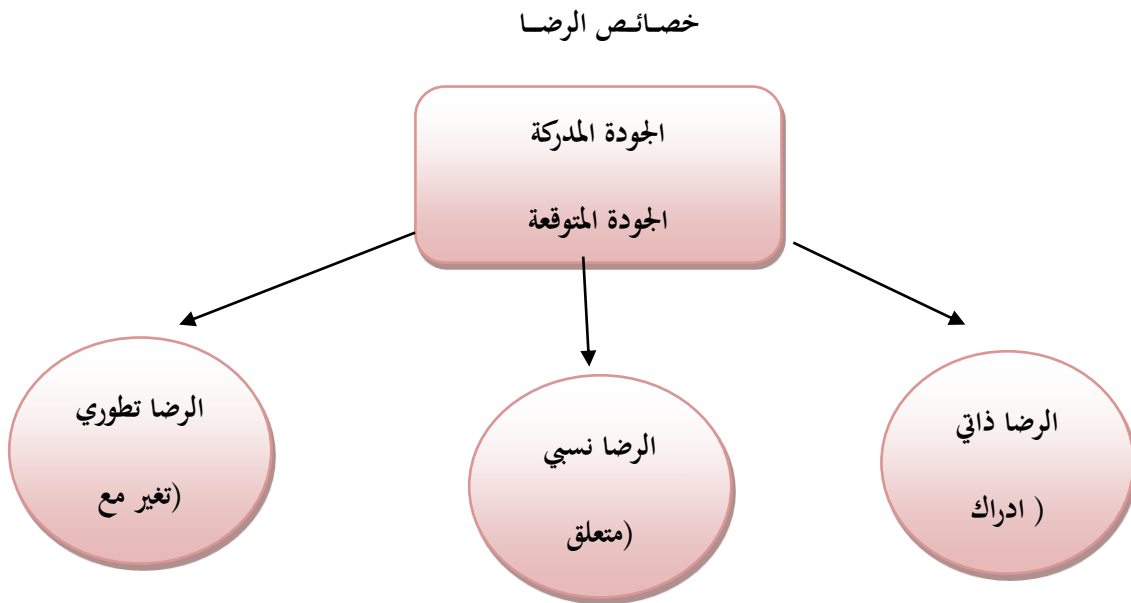 خصائص الرضا
الجودة المدركة
الجودة المتوقعة
الرضا ذاتي
( ادراك
الرضا نسبي
(متعلق
الرضا تطوري
(تغير مع